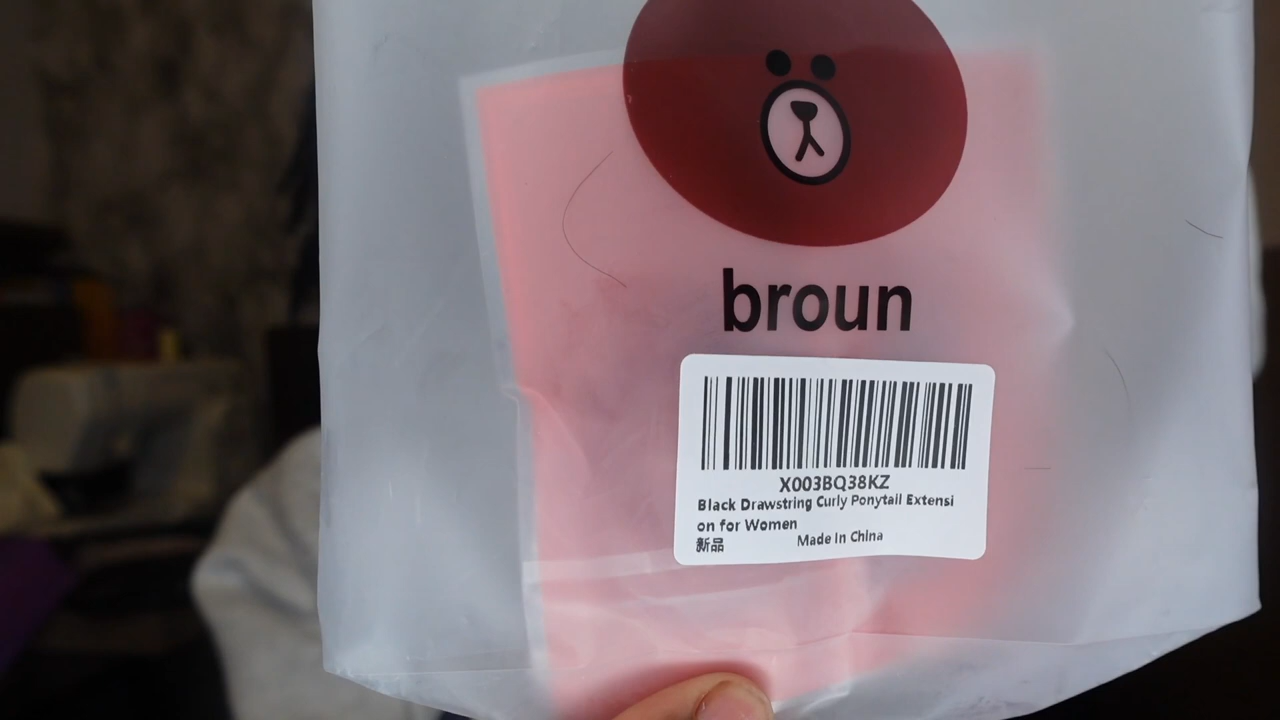 broun
X003BQ38KZ
Black Drawstring Curly Ponytail Extensi
on for Women
新品 Made In China